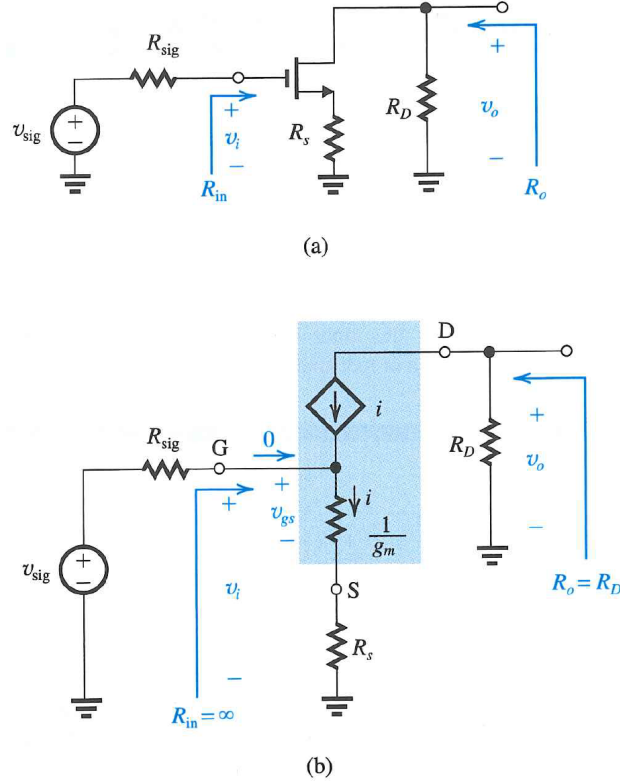 R_sig
v_sig
+
−
+
v_i
−
R_in
R_s
R_D
+
v_o
−
R_o
(a)
D
i
R_sig
G
0
+
v_gs
−
i
1/g_m
R_D
+
v_o
−
R_o = R_D
v_sig
+
−
+
v_i
−
S
R_s
R_in = ∞
(b)